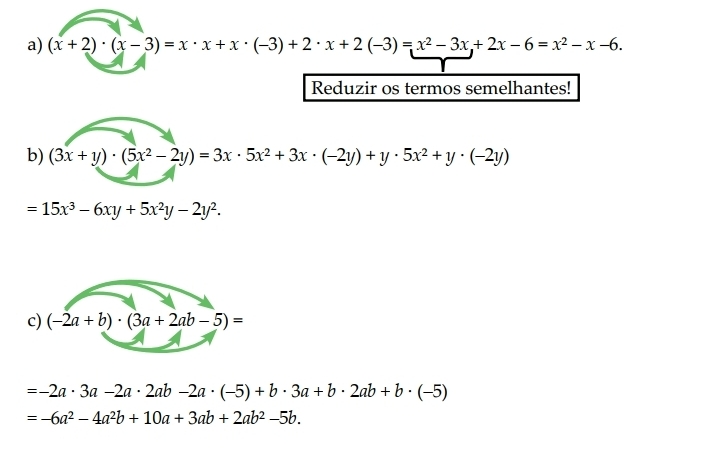 a) (x + 2) · (x – 3) = x · x + x · (–3) + 2 · x + 2 (–3) = x² – 3x + 2x – 6 = x² – x –6.
Reduzir os termos semelhantes!
b) (3x + y) · (5x² – 2y) = 3x · 5x² + 3x · (–2y) + y · 5x² + y · (–2y)
= 15x³ – 6xy + 5x²y – 2y².
c) (–2a + b) · (3a + 2ab – 5) =
=–2a · 3a –2a · 2ab –2a · (–5) + b · 3a + b · 2ab + b · (–5)
= –6a² – 4a²b + 10a + 3ab + 2ab² –5b.